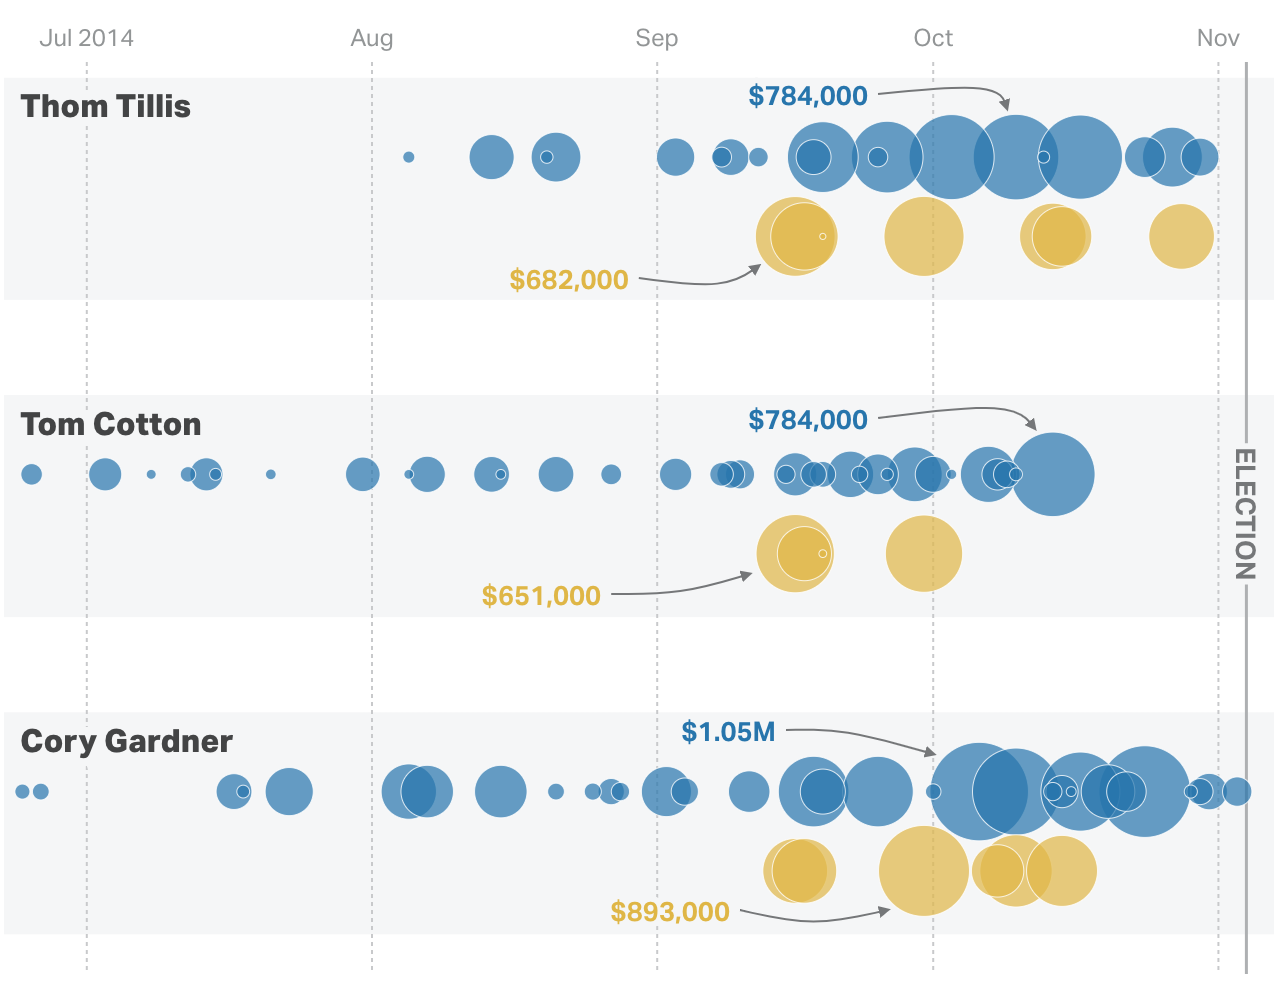 Jul 2014 Aug Sep Oct Nov
Thom Tillis
$784,000
$682,000
Tom Cotton
$784,000
$651,000
ELECTION
Cory Gardner
$1.05M
$893,000